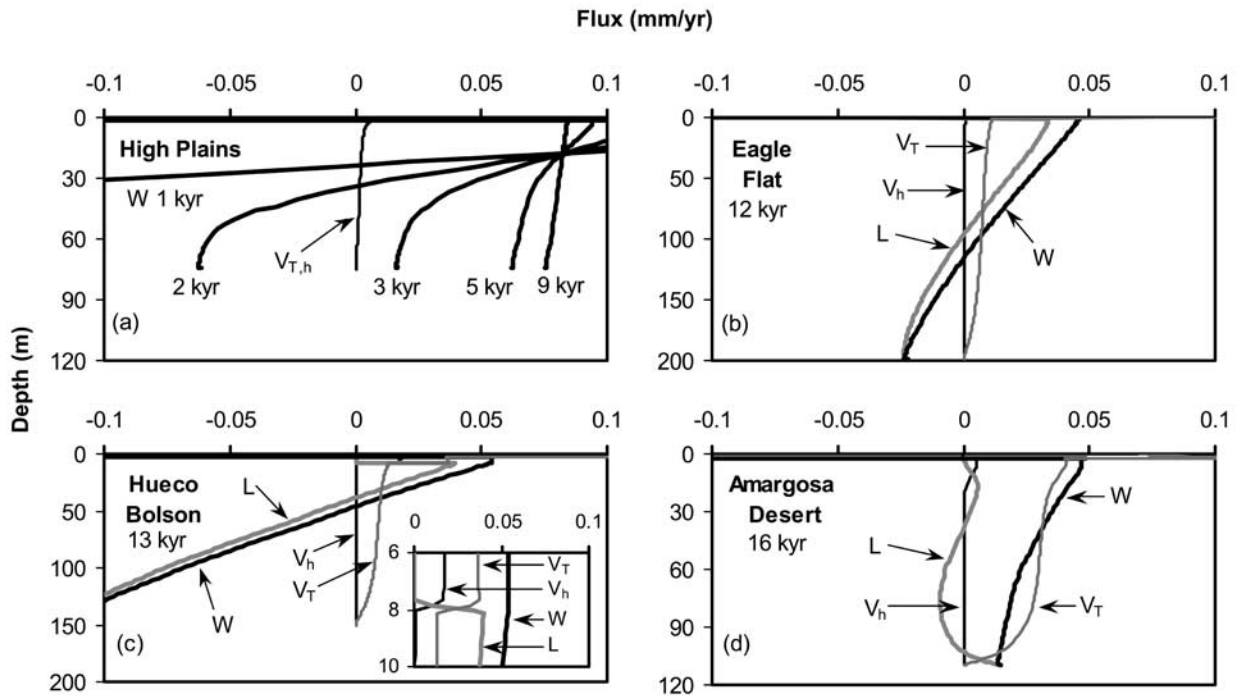 Flux (mm/yr)
-0.1 -0.05 0 0.05 0.1
-0.1 -0.05 0 0.05 0.1
0
30
60
90
120
High Plains
W 1 kyr
2 kyr
V_T,h
3 kyr
5 kyr
9 kyr
(a)
0
50
100
150
200
Eagle
Flat
12 kyr
V_T
V_h
L
W
(b)
Depth (m)
-0.1 -0.05 0 0.05 0.1
-0.1 -0.05 0 0.05 0.1
0
50
100
150
200
Hueco
Bolson
13 kyr
L
V_h
V_T
W
(c)
0 0.05 0.1
6
8
10
V_T
V_h
W
L
0
30
60
90
120
Amargosa
Desert
16 kyr
W
L
V_h
V_T
(d)